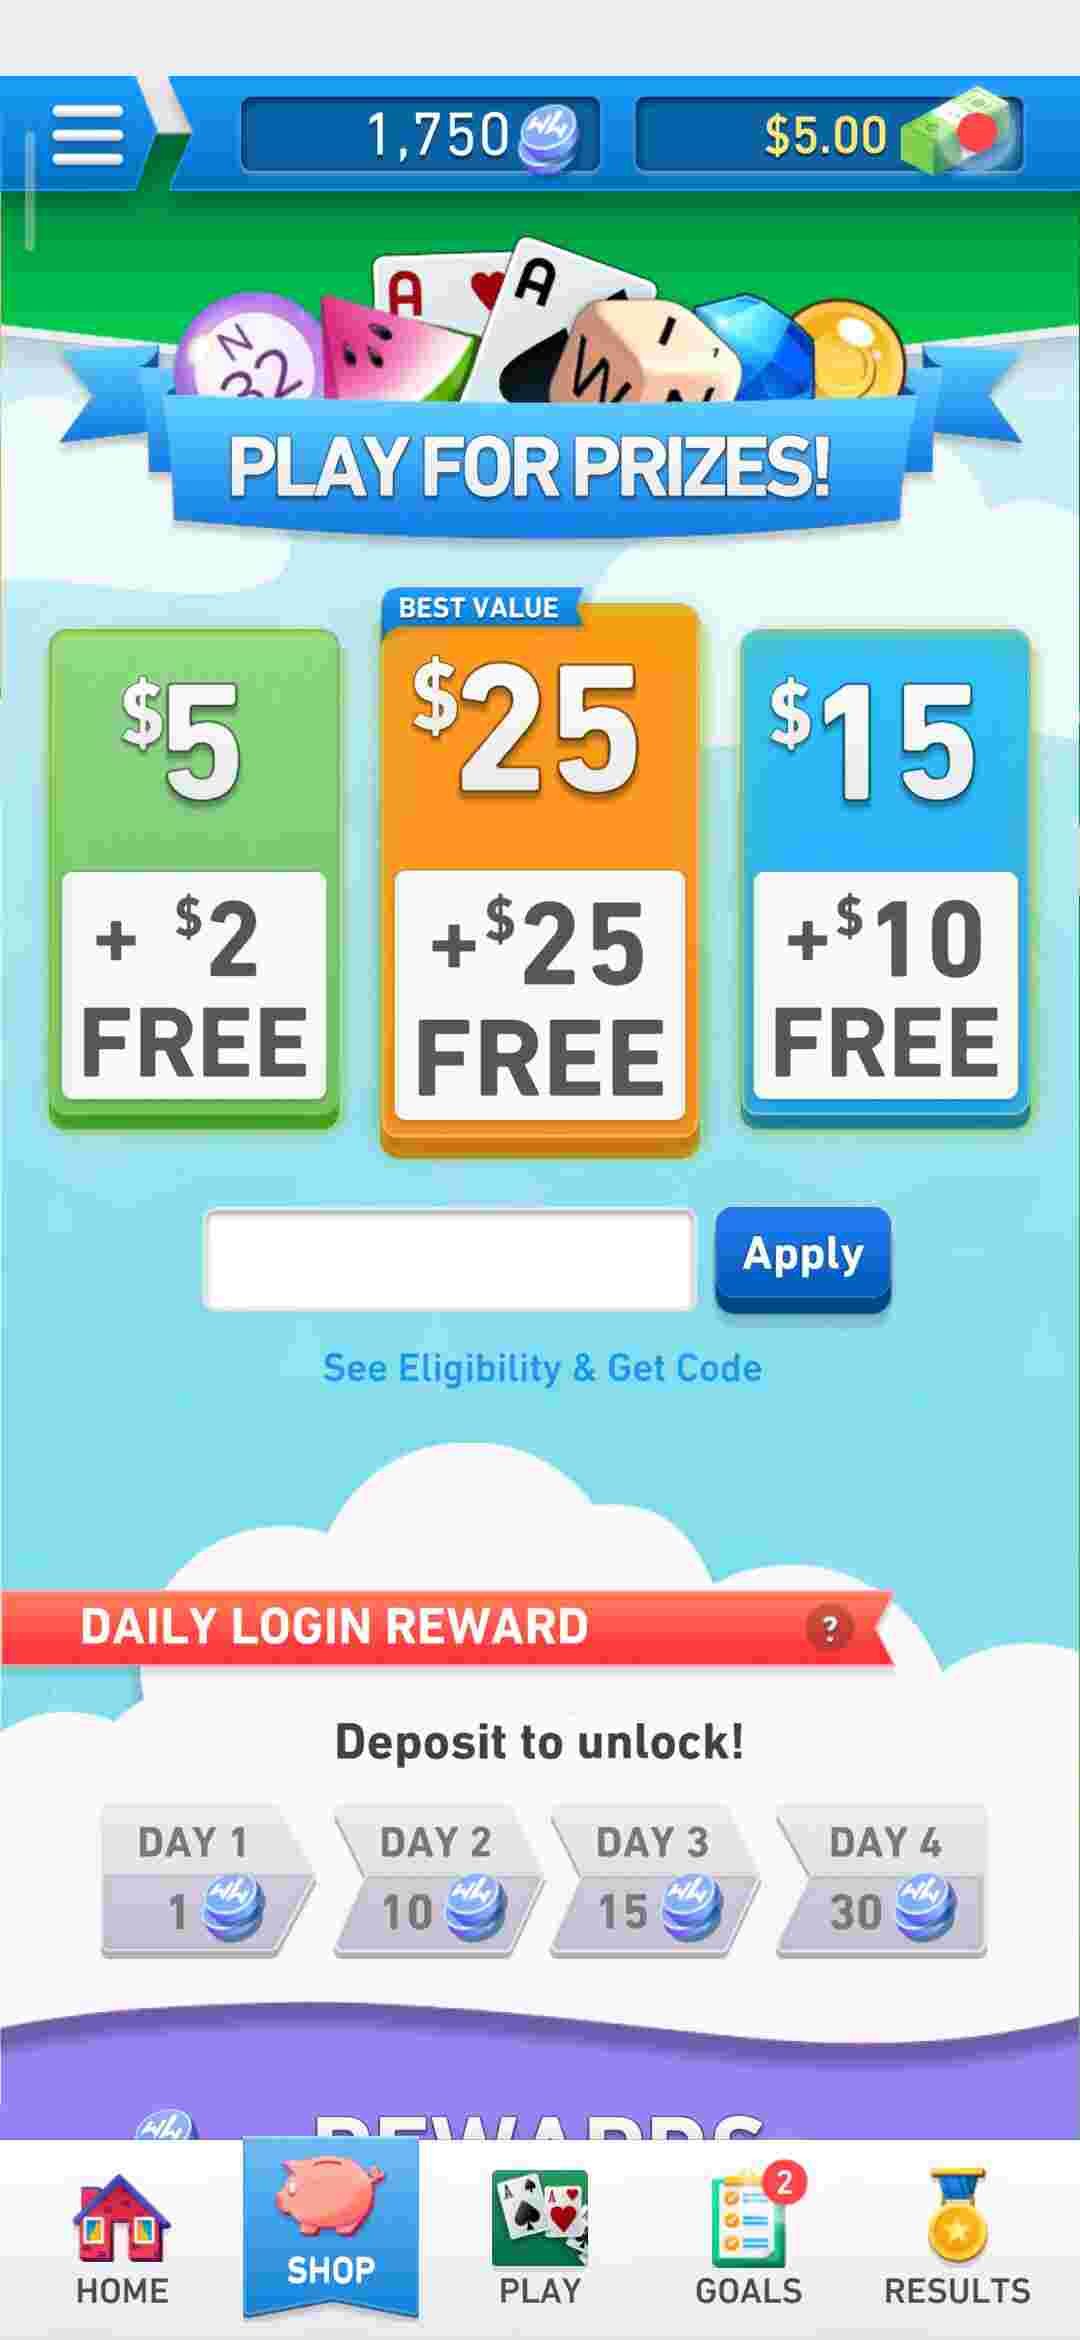 1,750
$5.00
A
A
N
32
I
W
N
PLAY FOR PRIZES!
BEST VALUE
$5
$25
$15
+ $2
FREE
+$25
FREE
+$10
FREE
Apply
See Eligibility & Get Code
DAILY LOGIN REWARD
?
Deposit to unlock!
DAY 1
DAY 2
DAY 3
DAY 4
1
10
15
30
REWARDS
2
HOME
SHOP
PLAY
GOALS
RESULTS